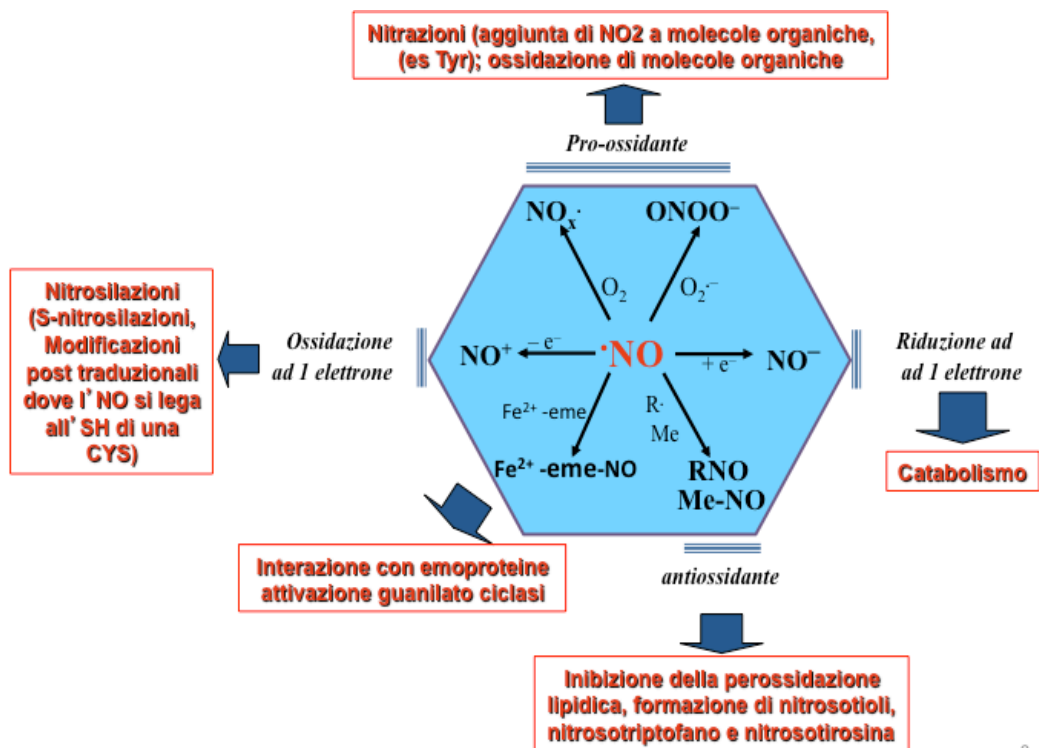 Nitrazioni (aggiunta di NO2 a molecole organiche,
(es Tyr); ossidazione di molecole organiche
Pro-ossidante
NOx·
ONOO⁻
O₂
O₂·⁻
Nitrosilazioni
(S-nitrosilazioni,
Modificazioni
post traduzionali
dove l'NO si lega
all'SH di una
CYS)
Ossidazione
ad 1 elettrone
NO⁺
– e⁻
·NO
+ e⁻
NO⁻
Riduzione ad
ad 1 elettrone
Catabolismo
Fe²⁺ -eme
R·
Me
Fe²⁺ -eme-NO
RNO
Me-NO
Interazione con emoproteine
attivazione guanilato ciclasi
antiossidante
Inibizione della perossidazione
lipidica, formazione di nitrosotioli,
nitrosotriptofano e nitrosotirosina